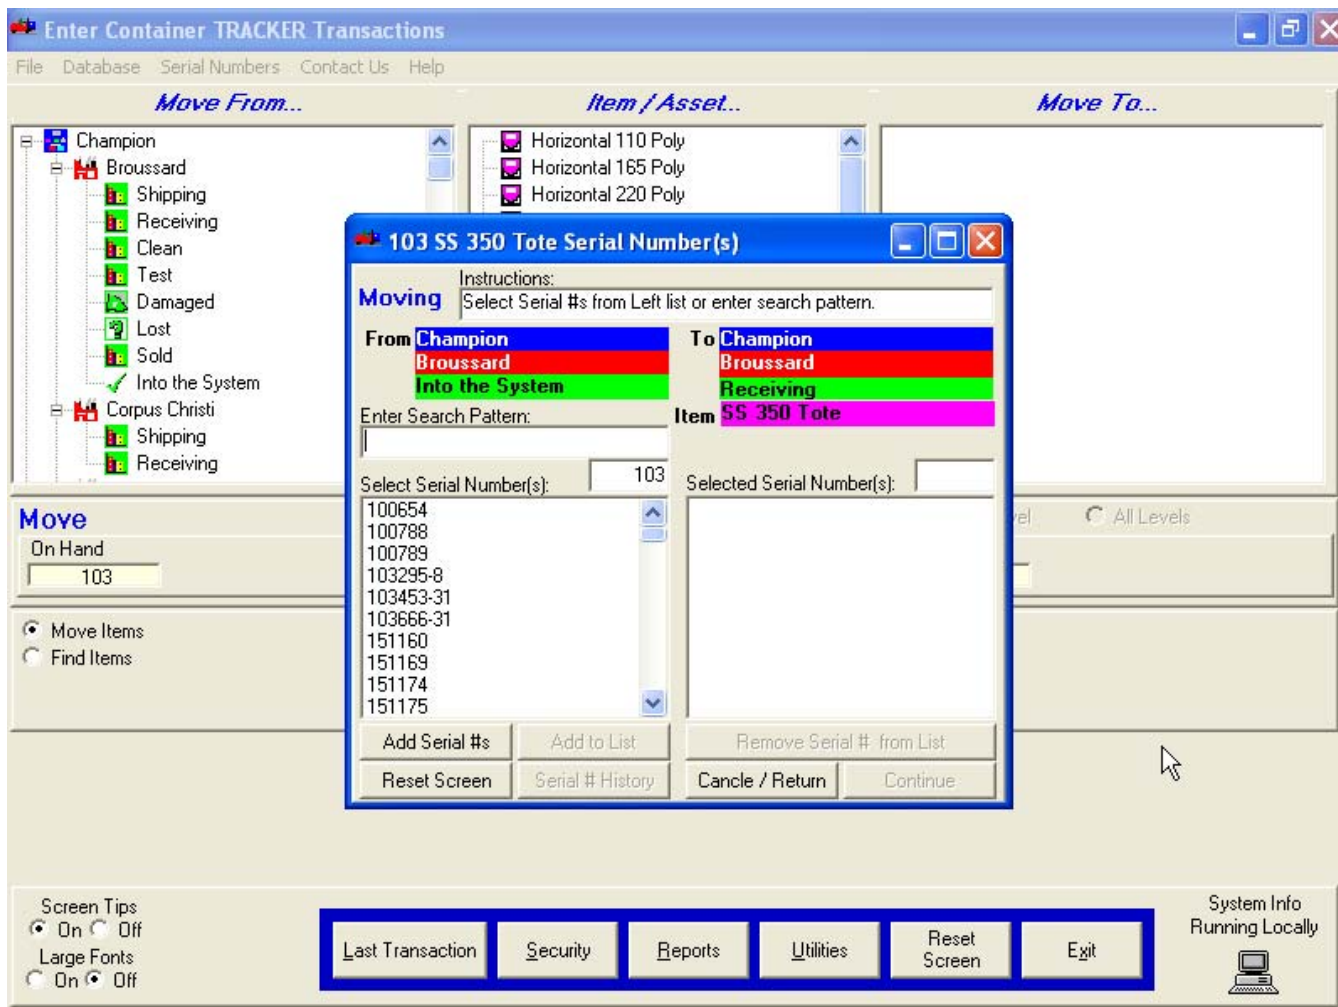 Enter Container TRACKER Transactions
File Database Serial Numbers Contact Us Help
Move From...
Item / Asset...
Move To...
Champion
Broussard
Shipping
Receiving
Clean
Test
Damaged
Lost
Sold
Into the System
Corpus Christi
Shipping
Receiving
Horizontal 110 Poly
Horizontal 165 Poly
Horizontal 220 Poly
103 SS 350 Tote Serial Number(s)
Instructions:
Moving
Select Serial #s from Left list or enter search pattern.
From Champion
Broussard
Into the System
To Champion
Broussard
Receiving
Item SS 350 Tote
Enter Search Pattern:
Select Serial Number(s): 103
Selected Serial Number(s):
100654
100788
100789
103295-8
103453-31
103666-31
151160
151169
151174
151175
Add Serial #s
Add to List
Remove Serial # from List
Reset Screen
Serial # History
Cancle / Return
Continue
Move
On Hand
103
All Levels
Move Items
Find Items
Screen Tips
On Off
Large Fonts
On Off
Last Transaction
Security
Reports
Utilities
Reset
Screen
Exit
System Info
Running Locally